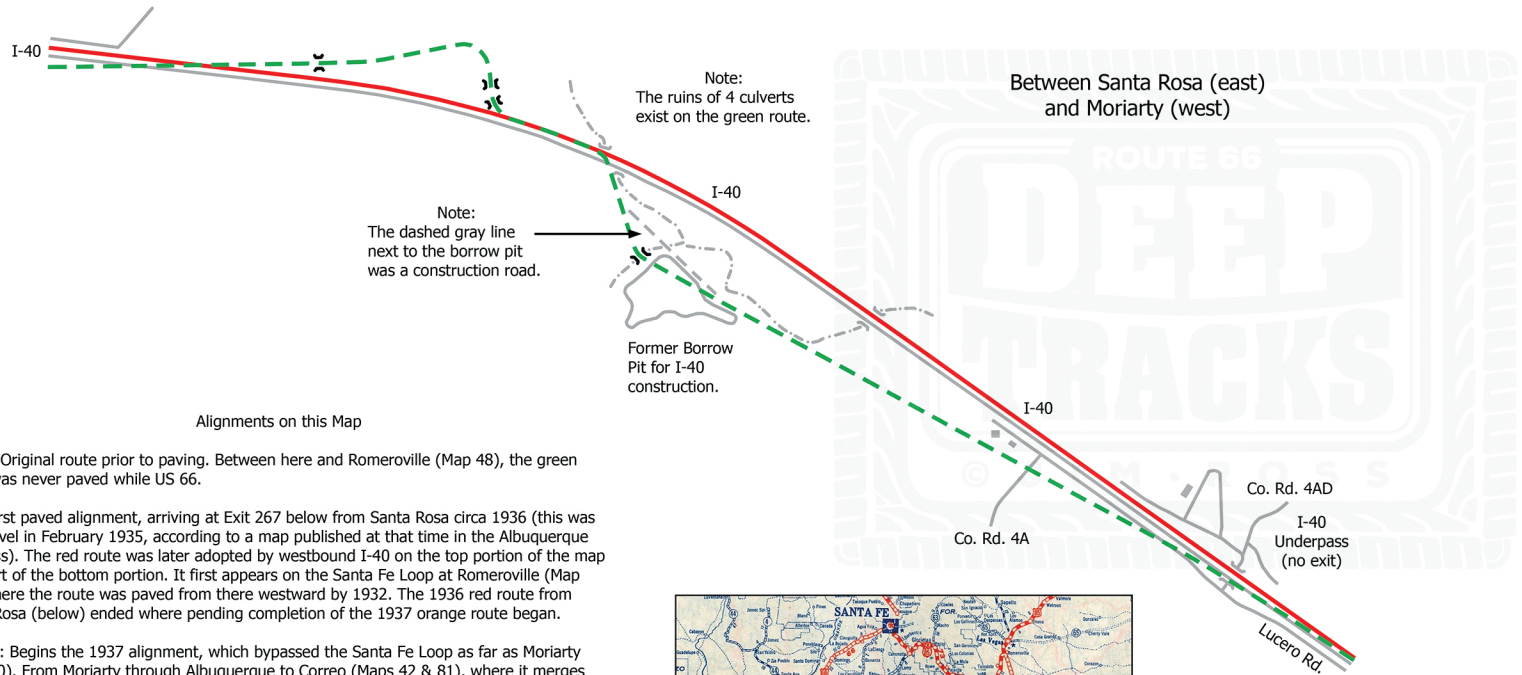 I-40
Note:
The ruins of 4 culverts
exist on the green route.
Between Santa Rosa (east)
and Moriarty (west)
ROUTE 66
DEEP
TRACKS
I-40
Note:
The dashed gray line
next to the borrow pit
was a construction road.
Former Borrow
Pit for I-40
construction.
I-40
Alignments on this Map
Original route prior to paving. Between here and Romeroville (Map 48), the green
was never paved while US 66.
rst paved alignment, arriving at Exit 267 below from Santa Rosa circa 1936 (this was
vel in February 1935, according to a map published at that time in the Albuquerque
ss). The red route was later adopted by westbound I-40 on the top portion of the map
rt of the bottom portion. It first appears on the Santa Fe Loop at Romeroville (Map
here the route was paved from there westward by 1932. The 1936 red route from
Rosa (below) ended where pending completion of the 1937 orange route began.
: Begins the 1937 alignment, which bypassed the Santa Fe Loop as far as Moriarty
0). From Moriarty through Albuquerque to Correo (Maps 42 & 81), where it merges
Co. Rd. 4A
Co. Rd. 4AD
I-40
Underpass
(no exit)
Lucero Rd.
SANTA FE
Las Vegas